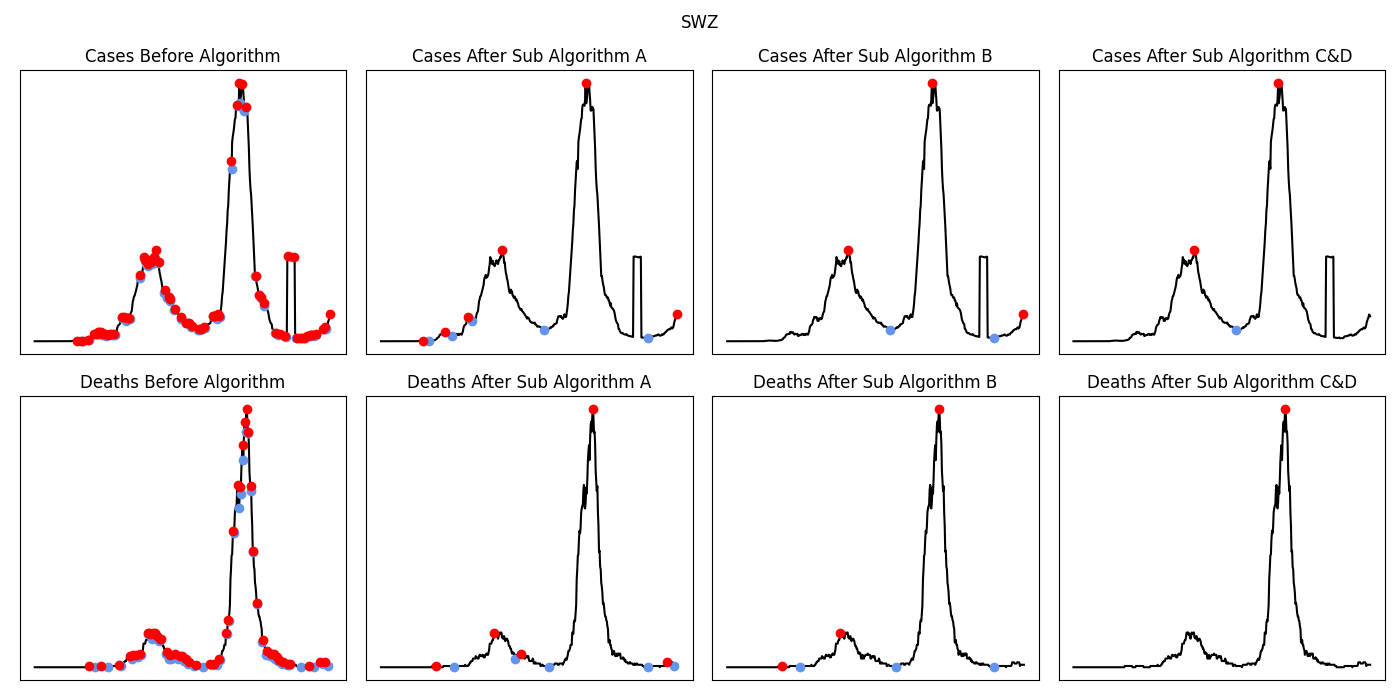 SWZ
Cases Before Algorithm
Cases After Sub Algorithm A
Cases After Sub Algorithm B
Cases After Sub Algorithm C&D
Deaths Before Algorithm
Deaths After Sub Algorithm A
Deaths After Sub Algorithm B
Deaths After Sub Algorithm C&D